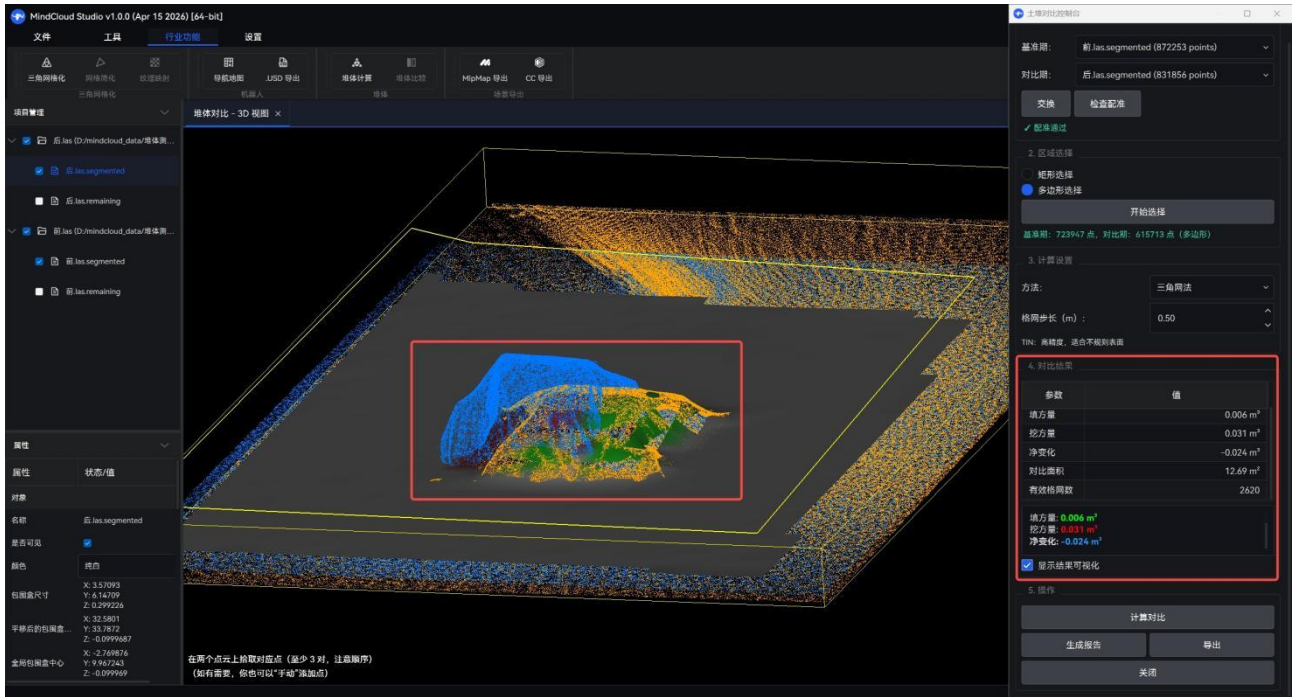 MindCloud Studio v1.0.0 (Apr 15 2026) [64-bit]
文件 工具 行业功能 设置
三角网格化 网格简化 纹理映射 导航地图 .USD 导出 堆体计算 堆体比较 MipMap 导出 CC 导出
三角网格化 机器人 堆体 场景导出
项目管理
后.las (D:/mindcloud_data/堆体测...
后.las.segmented
后.las.remaining
前.las (D:/mindcloud_data/堆体测...
前.las.segmented
前.las.remaining
属性
属性 状态/值
对象
名称 后.las.segmented
是否可见
颜色 纯白
包围盒尺寸
X: 3.57093
Y: 6.14709
Z: 0.299226
平移后的包围盒...
X: 32.5801
Y: 33.7872
Z: -0.0999687
全局包围盒中心
X: -2.769876
Y: 9.967243
Z: -0.099969
堆体对比 - 3D 视图 ×
在两个点云上拾取对应点（至少 3 对，注意顺序）
（如有需要，你也可以“手动”添加点）
土堆对比控制台
基准期: 前.las.segmented (872253 points)
对比期: 后.las.segmented (831856 points)
交换 检查配准
✓ 配准通过
2. 区域选择
矩形选择
多边形选择
开始选择
基准期: 723947 点, 对比期: 615713 点 (多边形)
3. 计算设置
方法: 三角网法
格网步长 (m) : 0.50
TIN: 高精度, 适合不规则表面
4. 对比结果
参数 值
填方量 0.006 m³
挖方量 0.031 m³
净变化 -0.024 m³
对比面积 12.69 m²
有效格网数 2620
填方量: 0.006 m³
挖方量: 0.031 m³
净变化: -0.024 m³
显示结果可视化
5. 操作
计算对比
生成报告 导出
关闭